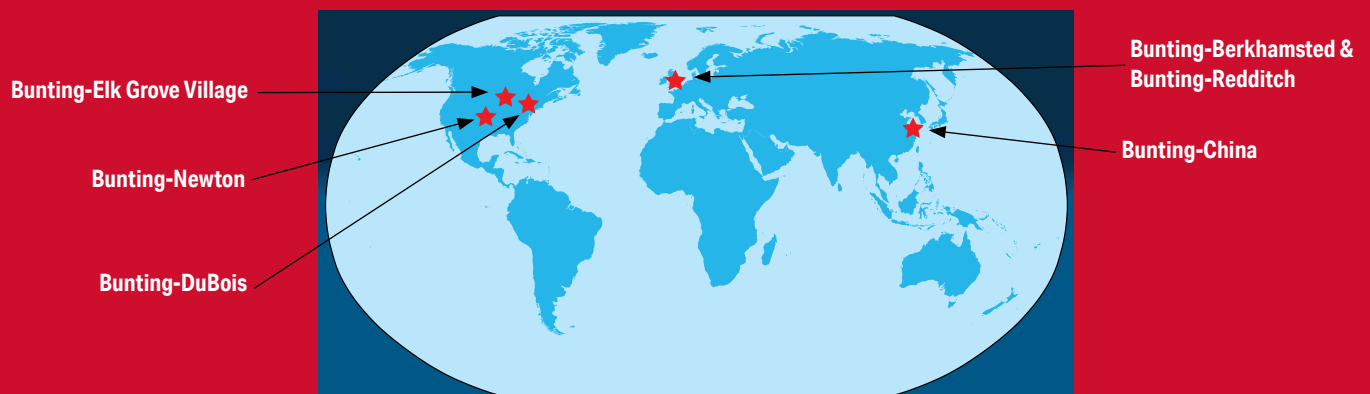 Bunting-Elk Grove Village
Bunting-Newton
Bunting-DuBois
Bunting-Berkhamsted &
Bunting-Redditch
Bunting-China